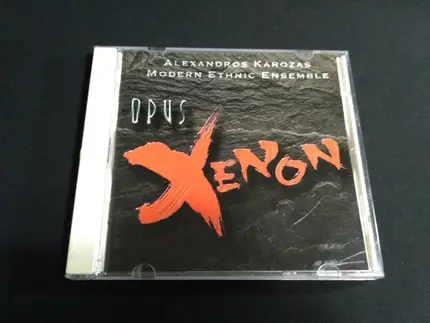 ALEXANDROS KAROZAS
MODERN ETHNIC ENSEMBLE
OPUS
XENON